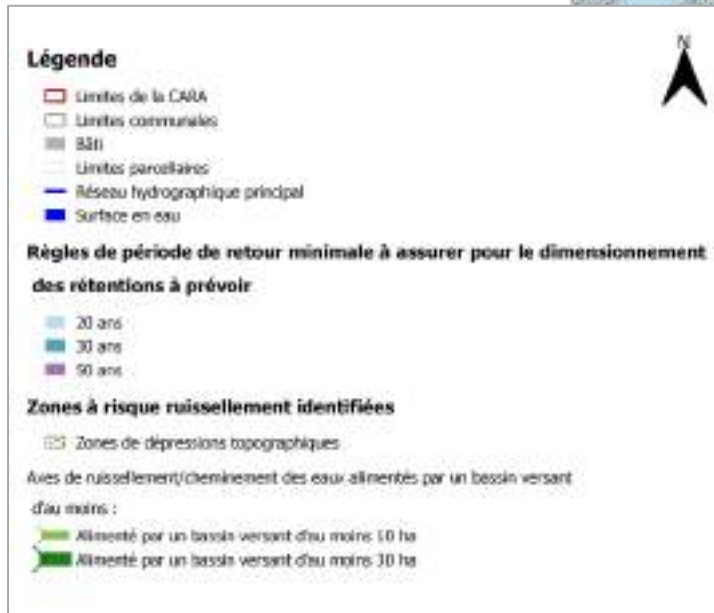 N
Légende
Limites de la CARA
Limites communales
Bâti
Limites parcellaires
Réseau hydrographique principal
Surface en eau
Règles de période de retour minimale à assurer pour le dimensionnement
des rétentions à prévoir
20 ans
30 ans
50 ans
Zones à risque ruissellement identifiées
Zones de dépressions topographiques
Axes de ruissellement/cheminement des eaux alimentés par un bassin versant
d'au moins :
Alimenté par un bassin versant d'au moins 10 ha
Alimenté par un bassin versant d'au moins 30 ha